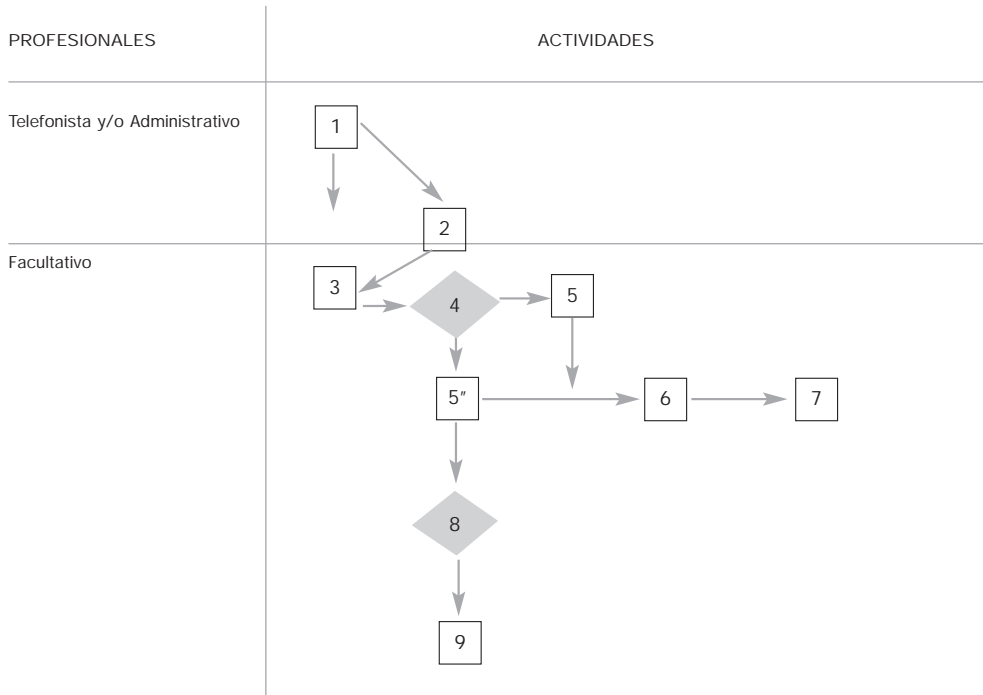 PROFESIONALES
ACTIVIDADES
Telefonista y/o Administrativo
1
2
Facultativo
3
4
5
5″
6
7
8
9